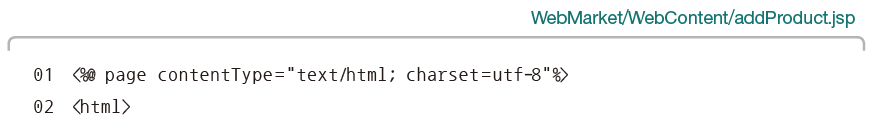 WebMarket/WebContent/addProduct.jsp
01 <%@ page contentType="text/html; charset=utf-8"%>
02 <html>